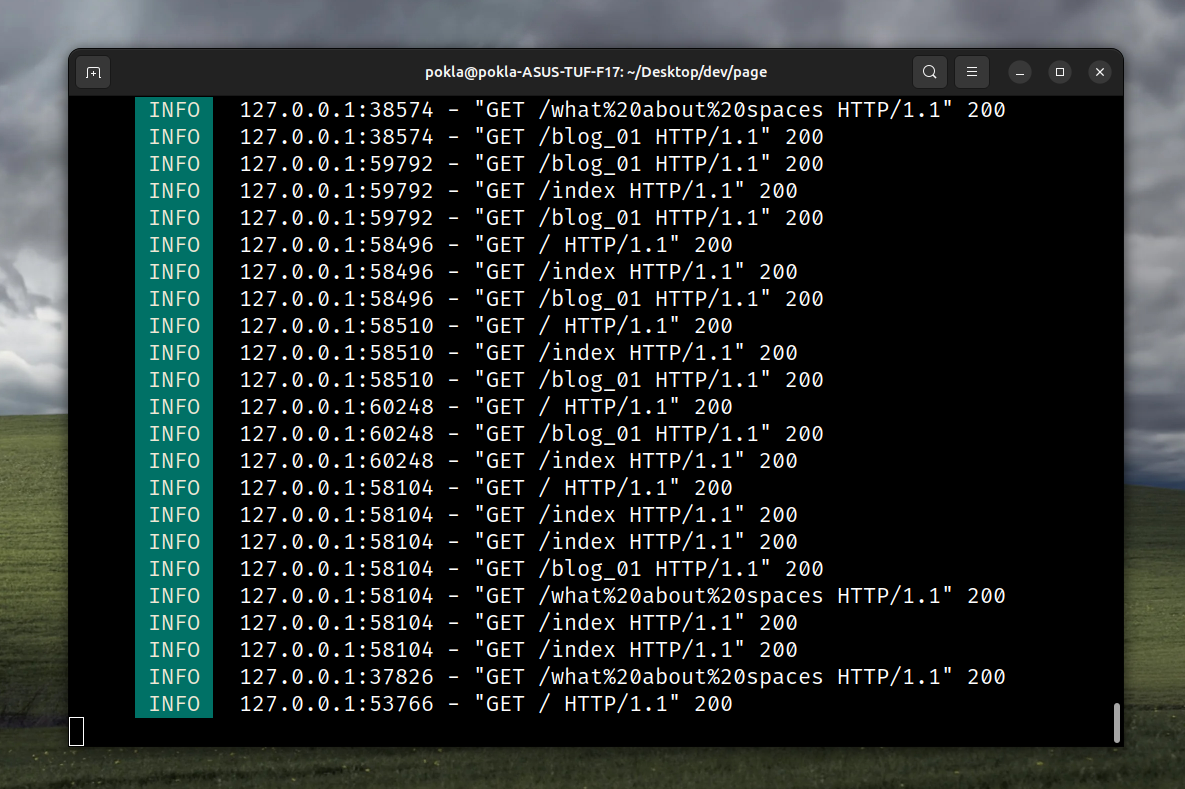 pokla@pokla-ASUS-TUF-F17: ~/Desktop/dev/page
INFO 127.0.0.1:38574 - "GET /what%20about%20spaces HTTP/1.1" 200
INFO 127.0.0.1:38574 - "GET /blog_01 HTTP/1.1" 200
INFO 127.0.0.1:59792 - "GET /blog_01 HTTP/1.1" 200
INFO 127.0.0.1:59792 - "GET /index HTTP/1.1" 200
INFO 127.0.0.1:59792 - "GET /blog_01 HTTP/1.1" 200
INFO 127.0.0.1:58496 - "GET / HTTP/1.1" 200
INFO 127.0.0.1:58496 - "GET /index HTTP/1.1" 200
INFO 127.0.0.1:58496 - "GET /blog_01 HTTP/1.1" 200
INFO 127.0.0.1:58510 - "GET / HTTP/1.1" 200
INFO 127.0.0.1:58510 - "GET /index HTTP/1.1" 200
INFO 127.0.0.1:58510 - "GET /blog_01 HTTP/1.1" 200
INFO 127.0.0.1:60248 - "GET / HTTP/1.1" 200
INFO 127.0.0.1:60248 - "GET /blog_01 HTTP/1.1" 200
INFO 127.0.0.1:60248 - "GET /index HTTP/1.1" 200
INFO 127.0.0.1:58104 - "GET / HTTP/1.1" 200
INFO 127.0.0.1:58104 - "GET /index HTTP/1.1" 200
INFO 127.0.0.1:58104 - "GET /index HTTP/1.1" 200
INFO 127.0.0.1:58104 - "GET /blog_01 HTTP/1.1" 200
INFO 127.0.0.1:58104 - "GET /what%20about%20spaces HTTP/1.1" 200
INFO 127.0.0.1:58104 - "GET /index HTTP/1.1" 200
INFO 127.0.0.1:58104 - "GET /index HTTP/1.1" 200
INFO 127.0.0.1:37826 - "GET /what%20about%20spaces HTTP/1.1" 200
INFO 127.0.0.1:53766 - "GET / HTTP/1.1" 200